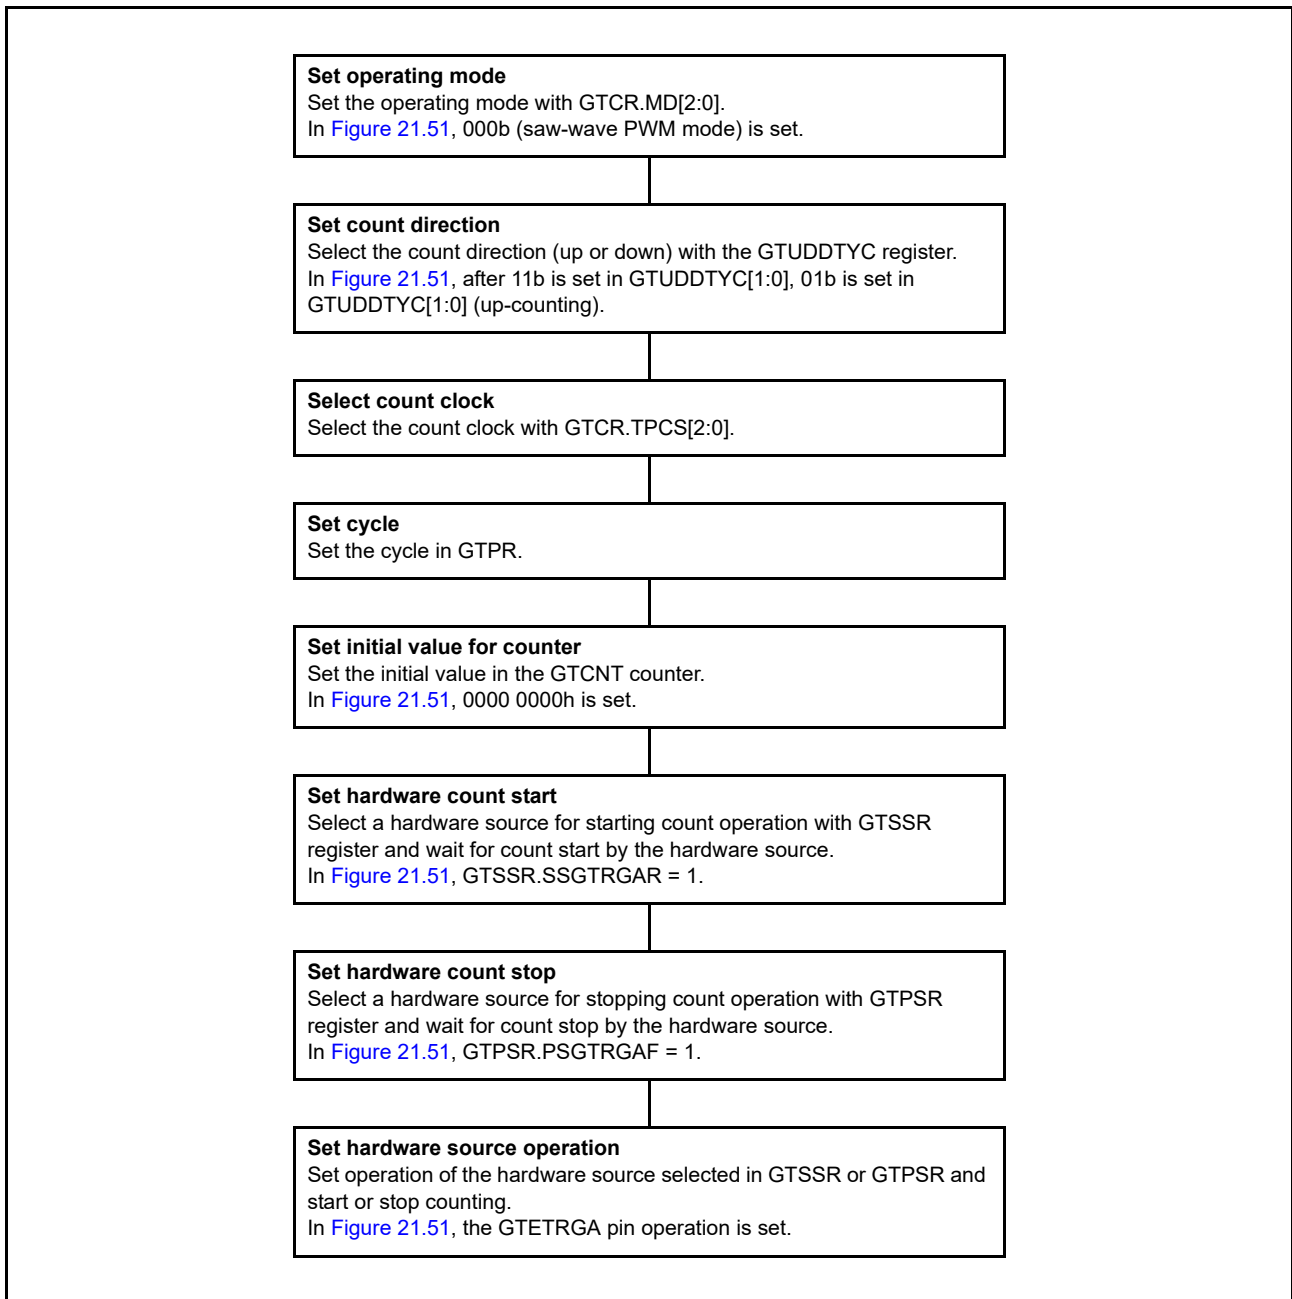 Set operating mode
Set the operating mode with GTCR.MD[2:0].
In Figure 21.51, 000b (saw-wave PWM mode) is set.
Set count direction
Select the count direction (up or down) with the GTUDDTYC register.
In Figure 21.51, after 11b is set in GTUDDTYC[1:0], 01b is set in
GTUDDTYC[1:0] (up-counting).
Select count clock
Select the count clock with GTCR.TPCS[2:0].
Set cycle
Set the cycle in GTPR.
Set initial value for counter
Set the initial value in the GTCNT counter.
In Figure 21.51, 0000 0000h is set.
Set hardware count start
Select a hardware source for starting count operation with GTSSR
register and wait for count start by the hardware source.
In Figure 21.51, GTSSR.SSGTRGAR = 1.
Set hardware count stop
Select a hardware source for stopping count operation with GTPSR
register and wait for count stop by the hardware source.
In Figure 21.51, GTPSR.PSGTRGAF = 1.
Set hardware source operation
Set operation of the hardware source selected in GTSSR or GTPSR and
start or stop counting.
In Figure 21.51, the GTETRGA pin operation is set.